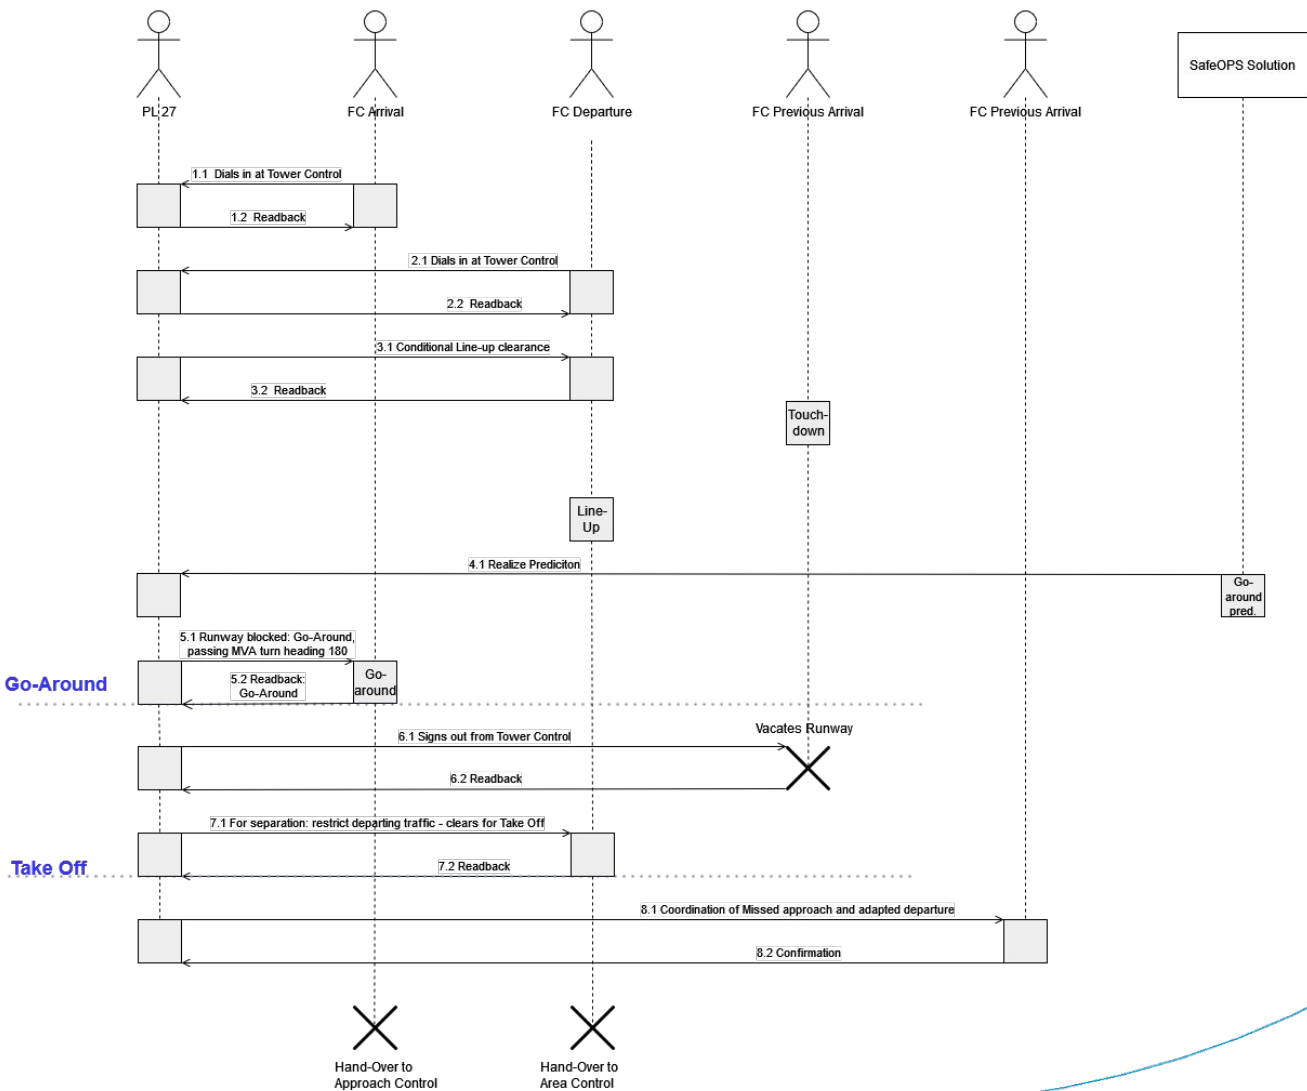 SafeOPS Solution
PL 27
FC Arrival
FC Departure
FC Previous Arrival
FC Previous Arrival
1.1 Dials in at Tower Control
1.2 Readback
2.1 Dials in at Tower Control
2.2 Readback
3.1 Conditional Line-up clearance
3.2 Readback
Touch-
down
Line-
Up
4.1 Realize Prediciton
Go-
around
pred.
5.1 Runway blocked: Go-Around,
passing MVA turn heading 180
Go-
around
5.2 Readback:
Go-Around
Go-Around
Vacates Runway
6.1 Signs out from Tower Control
6.2 Readback
7.1 For separation: restrict departing traffic - clears for Take Off
7.2 Readback
Take Off
8.1 Coordination of Missed approach and adapted departure
8.2 Confirmation
Hand-Over to
Approach Control
Hand-Over to
Area Control